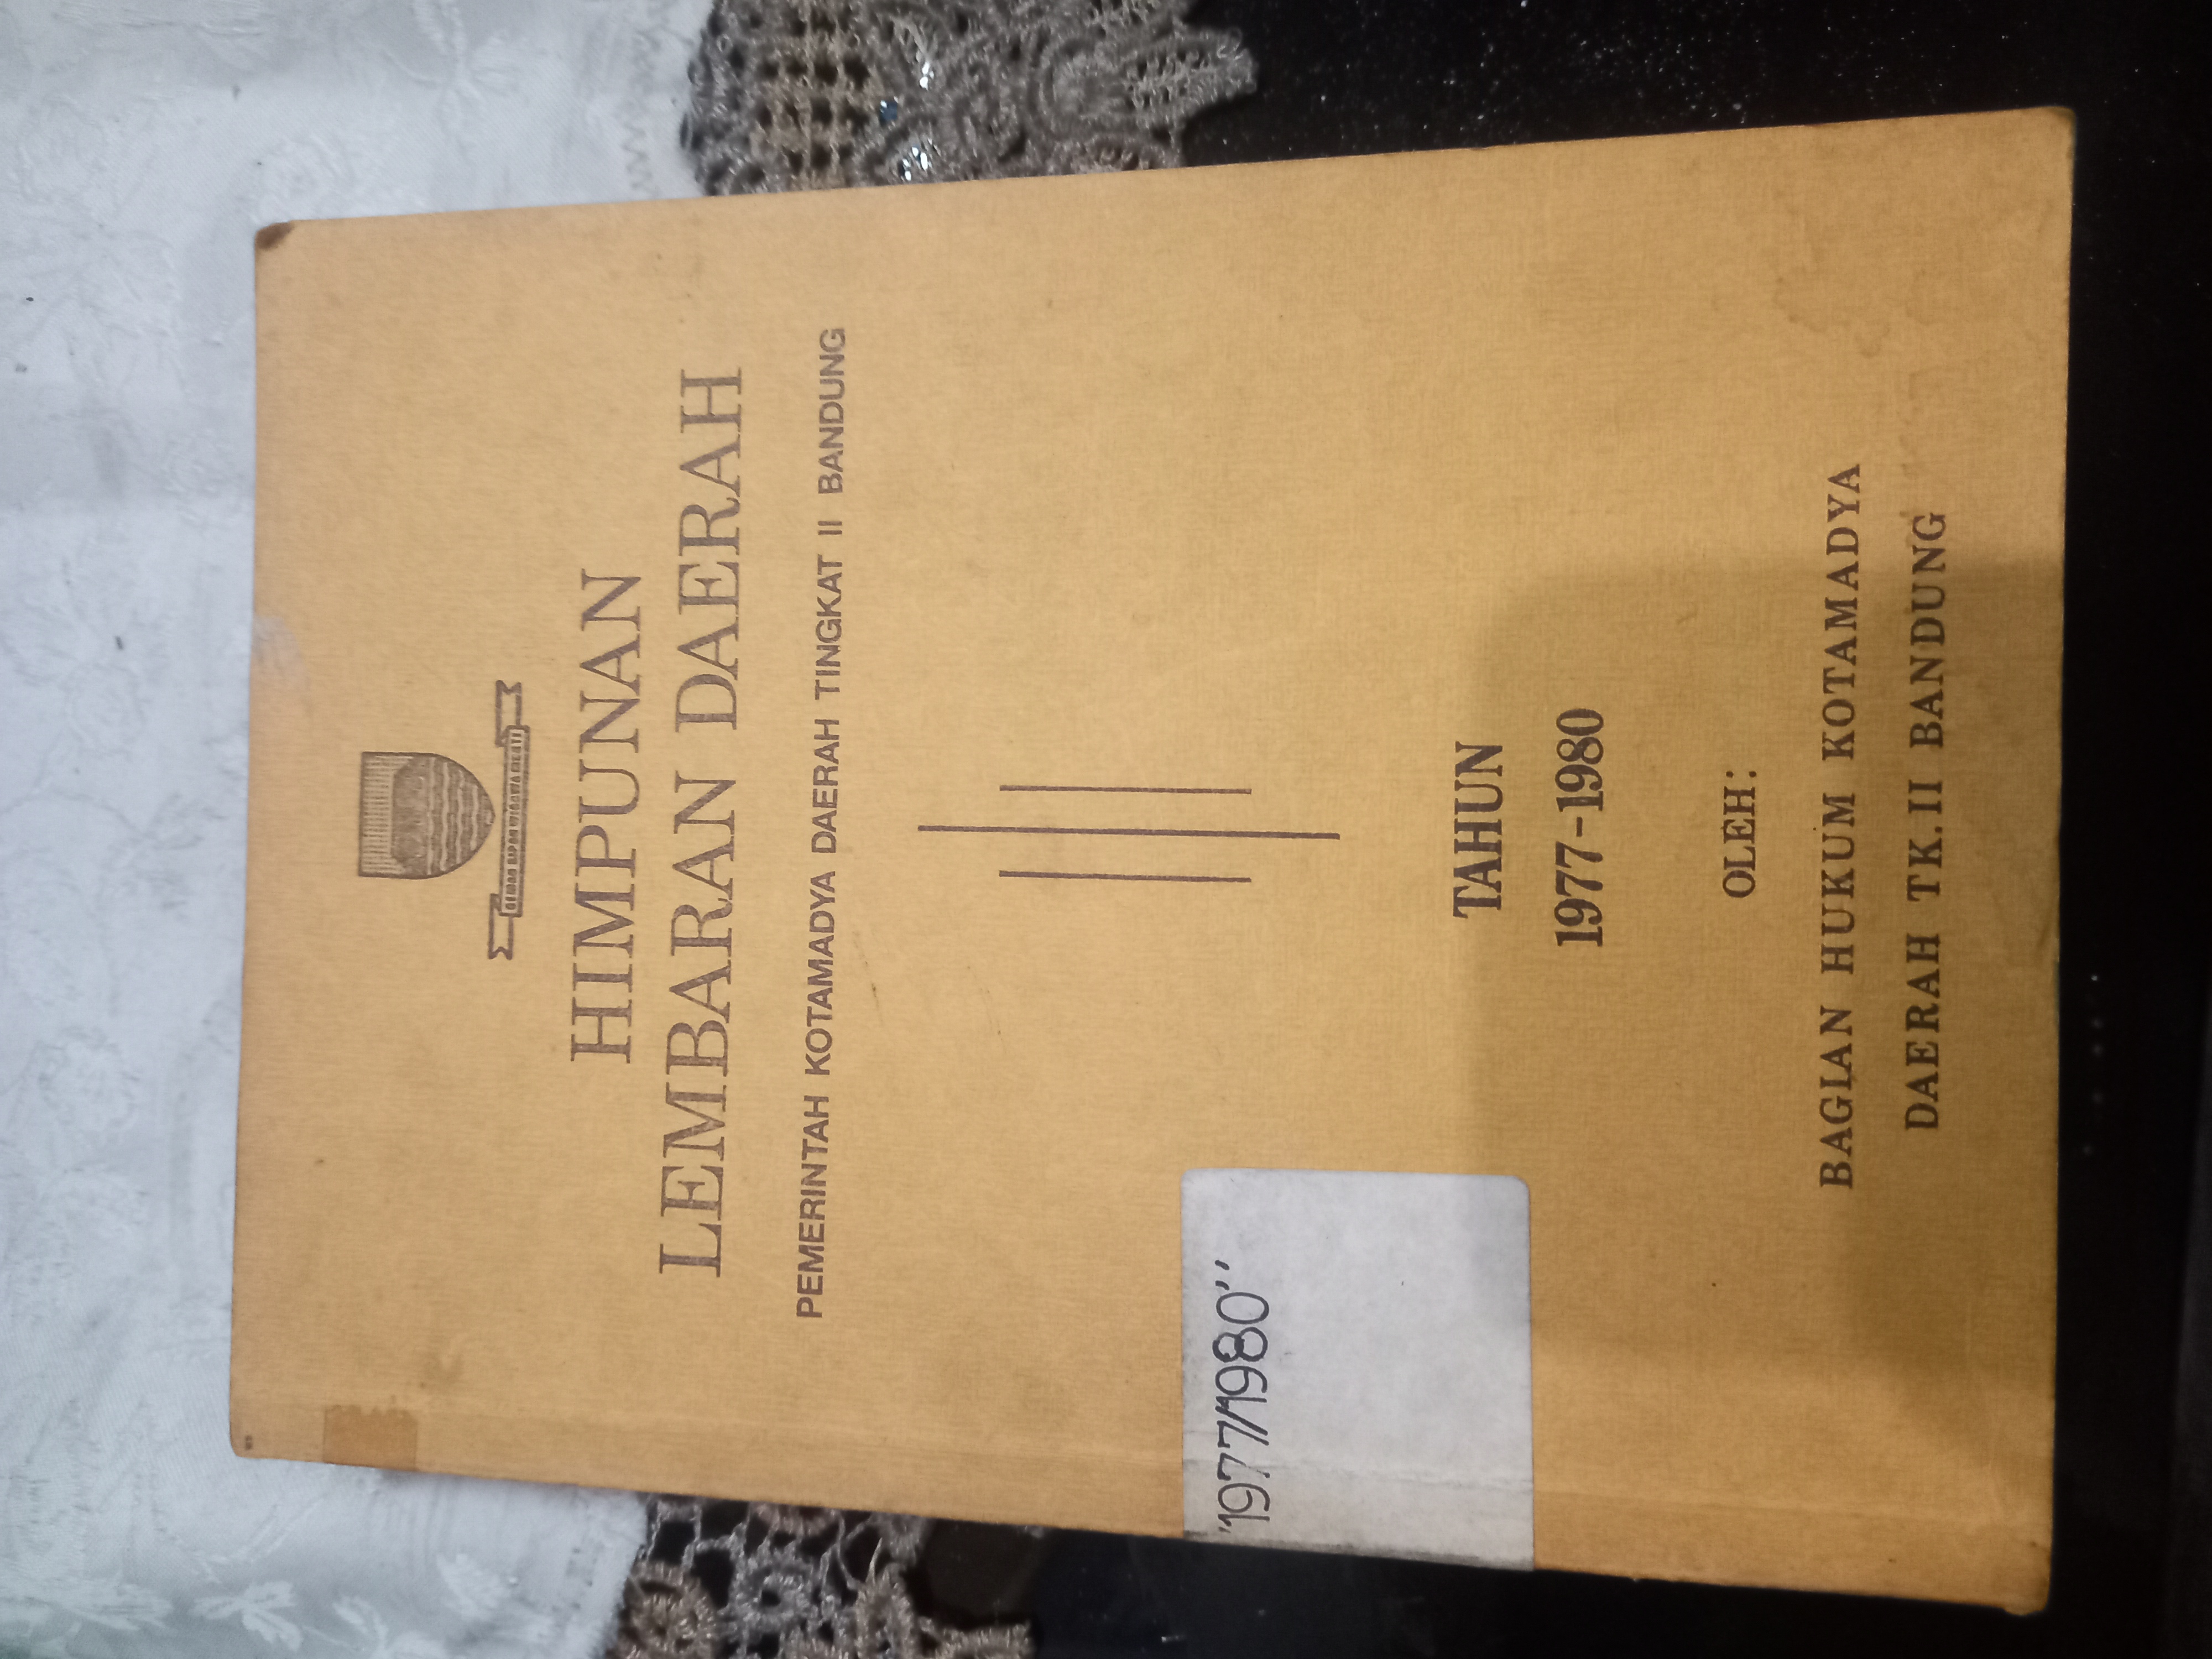 HIMPUNAN
LEMBARAN DAERAH
PEMERINTAH KOTAMADYA DAERAH TINGKAT II BANDUNG
"1977/1980"
TAHUN
1977-1980
OLEH:
BAGIAN HUKUM KOTAMADYA
DAERAH TK.II BANDUNG